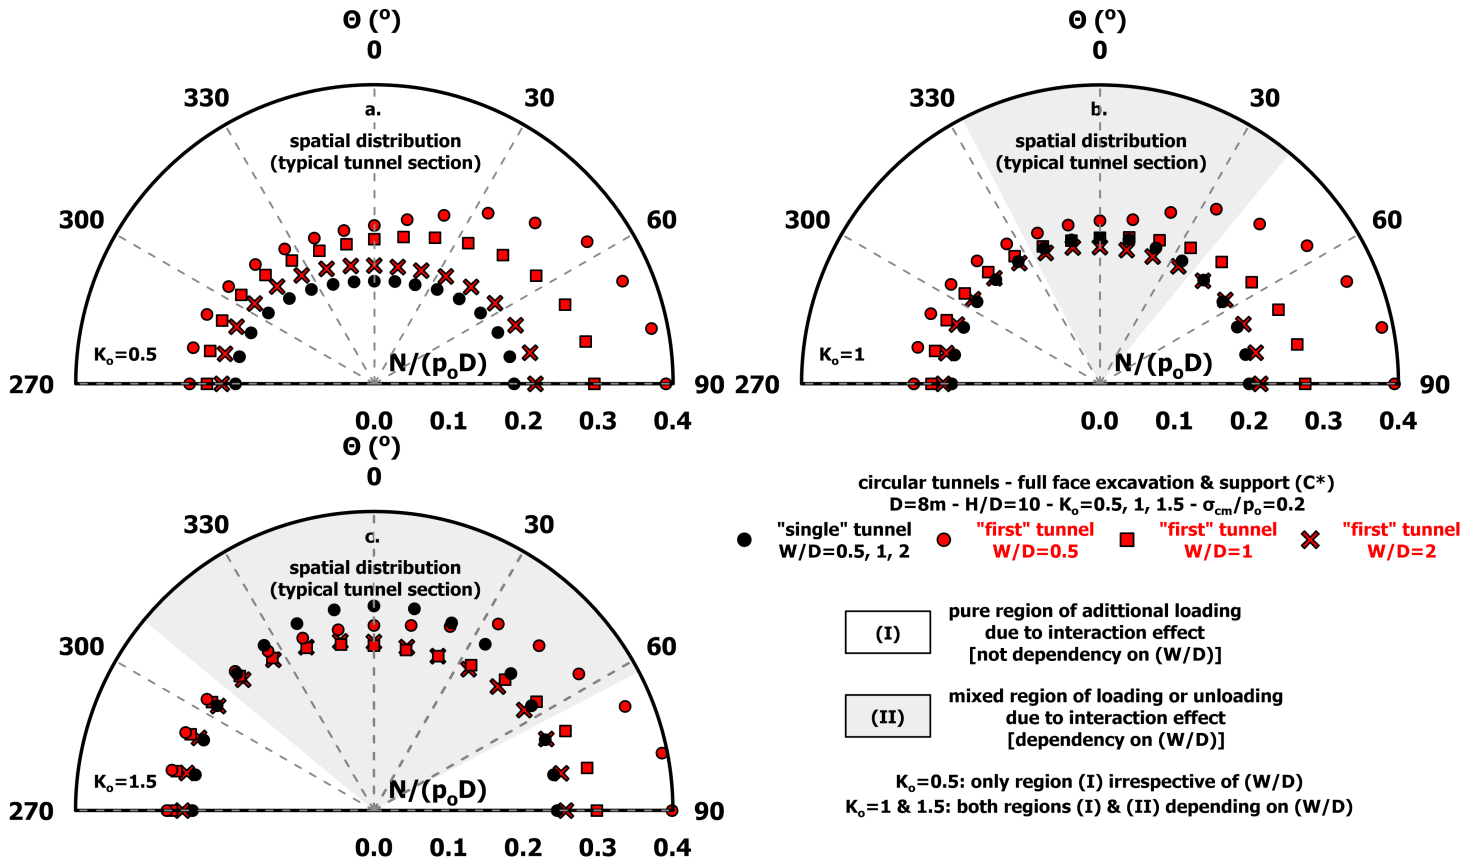 Θ (º)
0
330
30
a.
spatial distribution
(typical tunnel section)
300
60
Kₒ=0.5
N/(pₒD)
270
90
0.0 0.1 0.2 0.3 0.4
Θ (º)
0
330
30
b.
spatial distribution
(typical tunnel section)
300
60
Kₒ=1
N/(pₒD)
270
90
0.0 0.1 0.2 0.3 0.4
Θ (º)
0
330
30
c.
spatial distribution
(typical tunnel section)
300
60
Kₒ=1.5
N/(pₒD)
270
90
0.0 0.1 0.2 0.3 0.4
circular tunnels - full face excavation & support (C*)
D=8m - H/D=10 - Kₒ=0.5, 1, 1.5 - σcm/pₒ=0.2
"single" tunnel
W/D=0.5, 1, 2
"first" tunnel
W/D=0.5
"first" tunnel
W/D=1
"first" tunnel
W/D=2
(I)
pure region of adittional loading
due to interaction effect
[not dependency on (W/D)]
(II)
mixed region of loading or unloading
due to interaction effect
[dependency on (W/D)]
Kₒ=0.5: only region (I) irrespective of (W/D)
Kₒ=1 & 1.5: both regions (I) & (II) depending on (W/D)